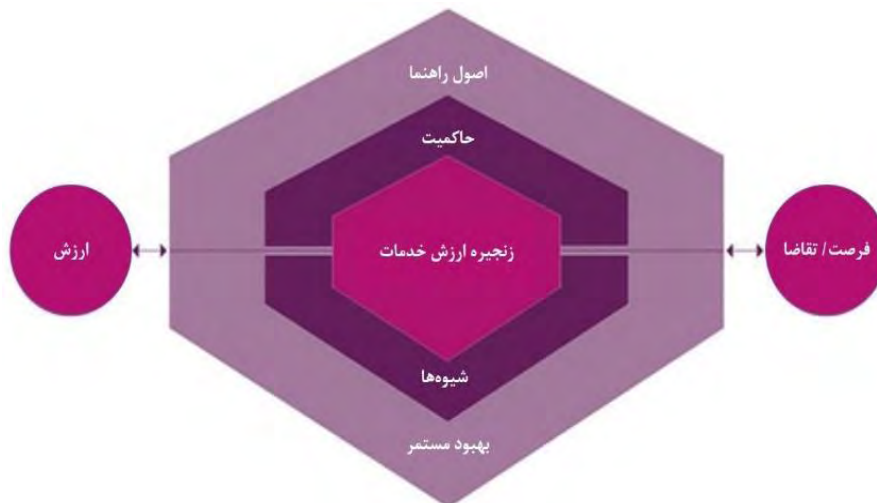 اصول راهنما
حاکمیت
فرصت/ تقاضا
زنجیره ارزش خدمات
ارزش
شیوه‌ها
بهبود مستمر